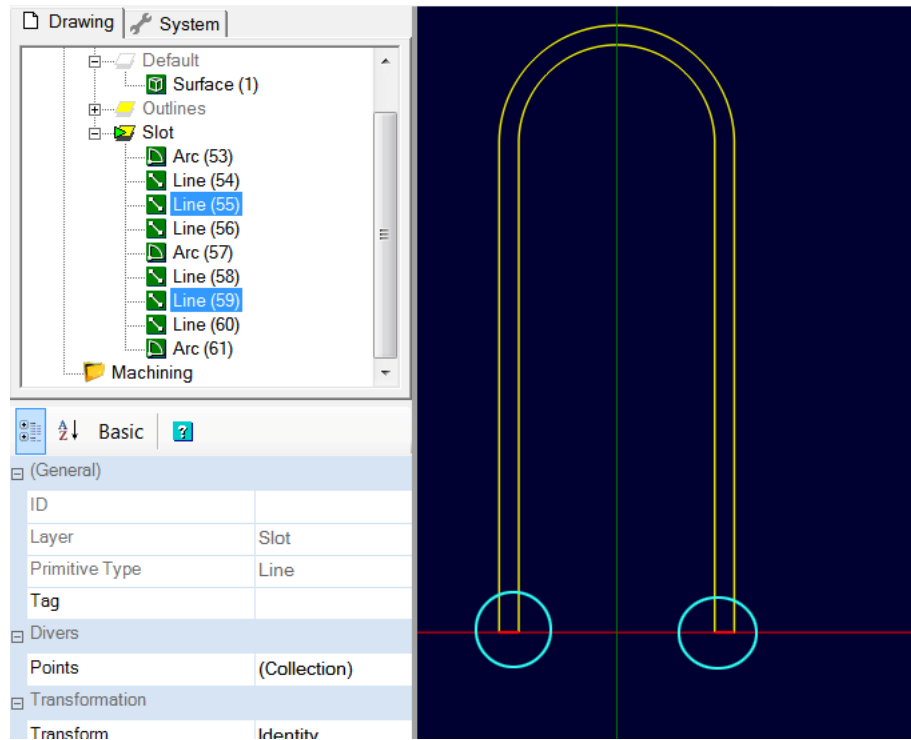 Drawing System
Default
Surface (1)
Outlines
Slot
Arc (53)
Line (54)
Line (55)
Line (56)
Arc (57)
Line (58)
Line (59)
Line (60)
Arc (61)
Machining
A Z Basic ?
(General)
ID
Layer Slot
Primitive Type Line
Tag
Divers
Points (Collection)
Transformation
Transform Identity